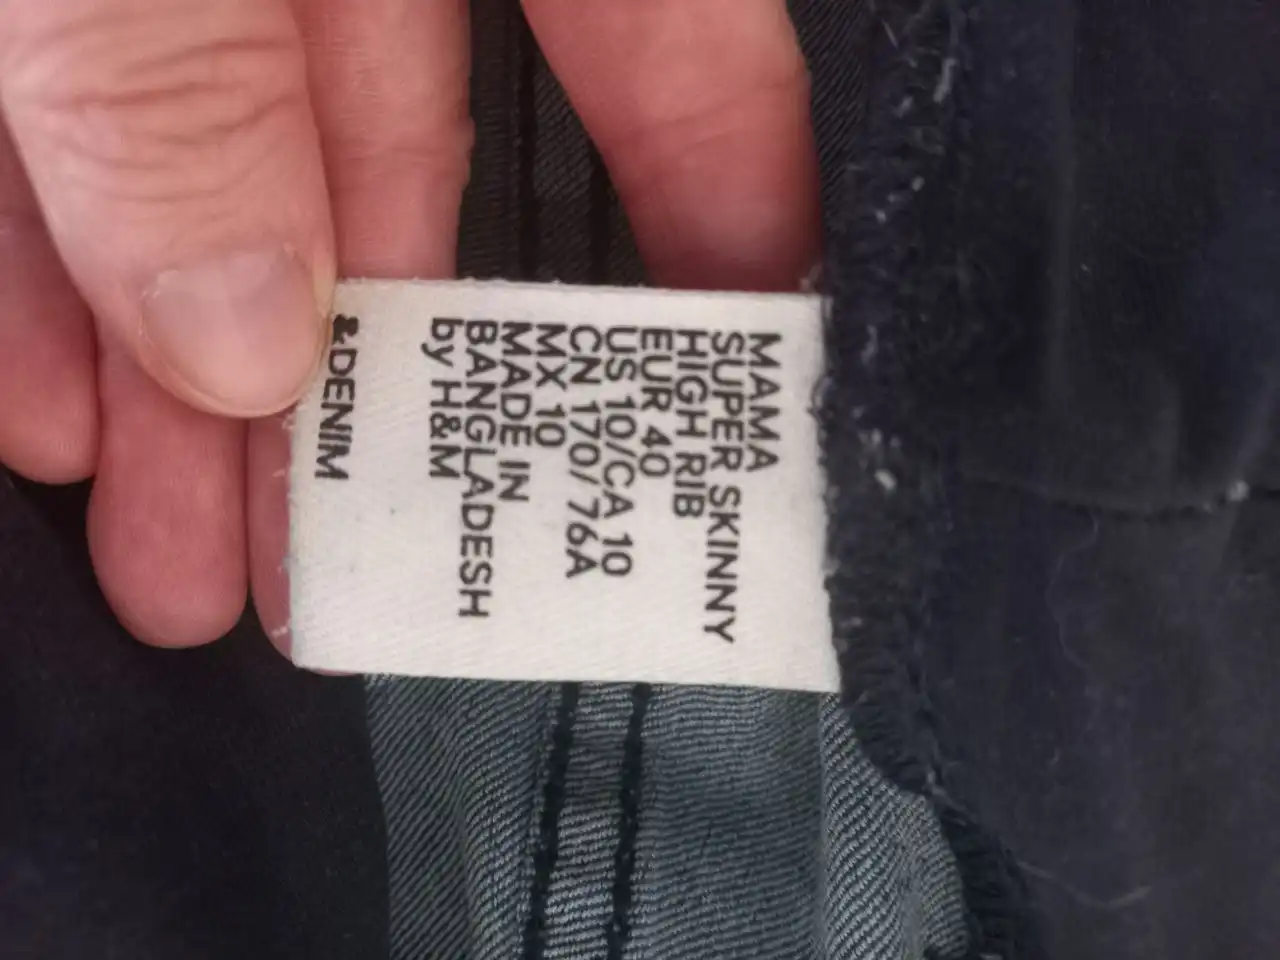 MAMA
SUPER SKINNY
HIGH RIB
EUR 40
US 10/CA 10
CN 170/76A
MX 10
MADE IN
BANGLADESH
by H&M
&DENIM